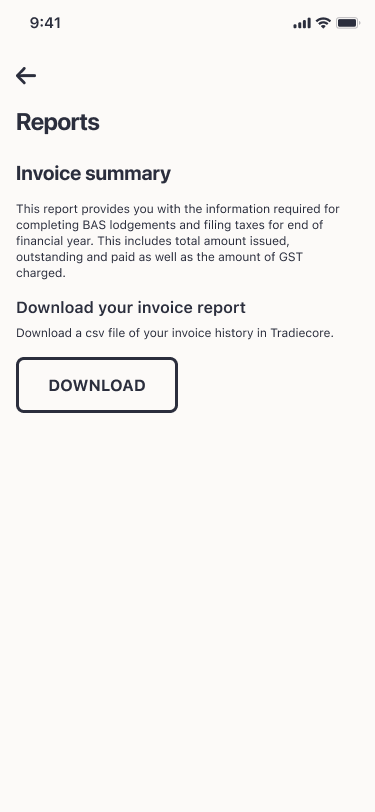 9:41
Reports
Invoice summary
This report provides you with the information required for
completing BAS lodgements and filing taxes for end of
financial year. This includes total amount issued,
outstanding and paid as well as the amount of GST
charged.
Download your invoice report
Download a csv file of your invoice history in Tradiecore.
DOWNLOAD